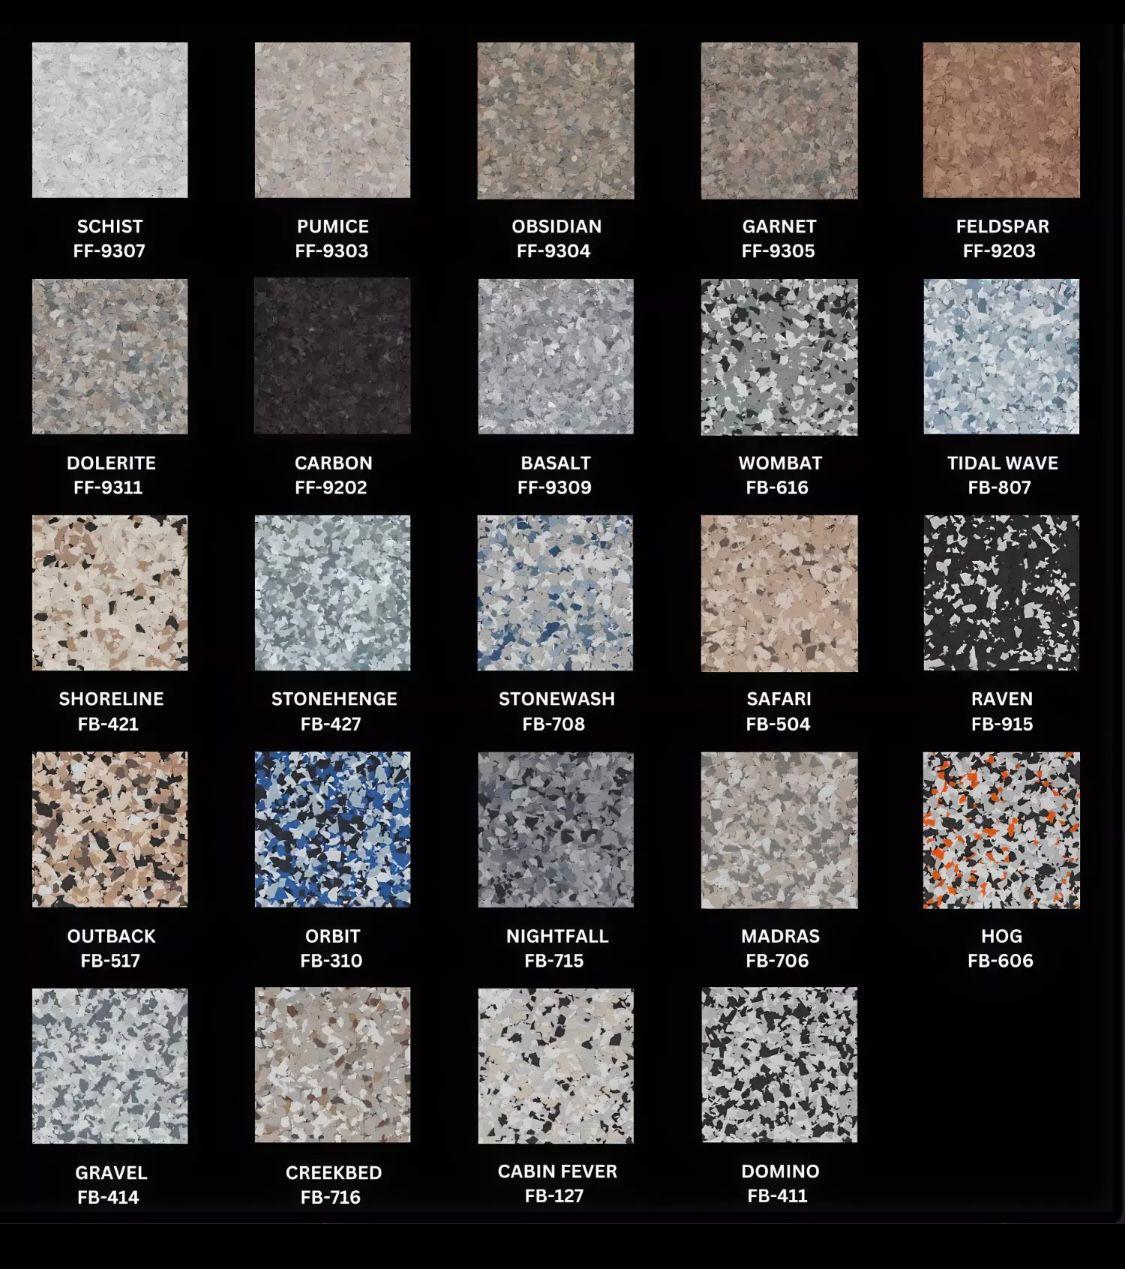 SCHIST
FF-9307
PUMICE
FF-9303
OBSIDIAN
FF-9304
GARNET
FF-9305
FELDSPAR
FF-9203
DOLERITE
FF-9311
CARBON
FF-9202
BASALT
FF-9309
WOMBAT
FB-616
TIDAL WAVE
FB-807
SHORELINE
FB-421
STONEHENGE
FB-427
STONEWASH
FB-708
SAFARI
FB-504
RAVEN
FB-915
OUTBACK
FB-517
ORBIT
FB-310
NIGHTFALL
FB-715
MADRAS
FB-706
HOG
FB-606
GRAVEL
FB-414
CREEKBED
FB-716
CABIN FEVER
FB-127
DOMINO
FB-411